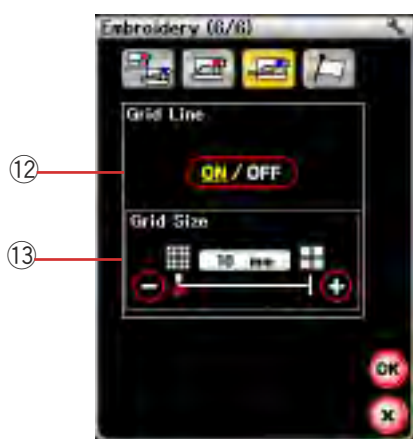 Embroidery (6/6)
Grid Line
⑫
ON / OFF
Grid Size
⑬
10 mm
OK
x